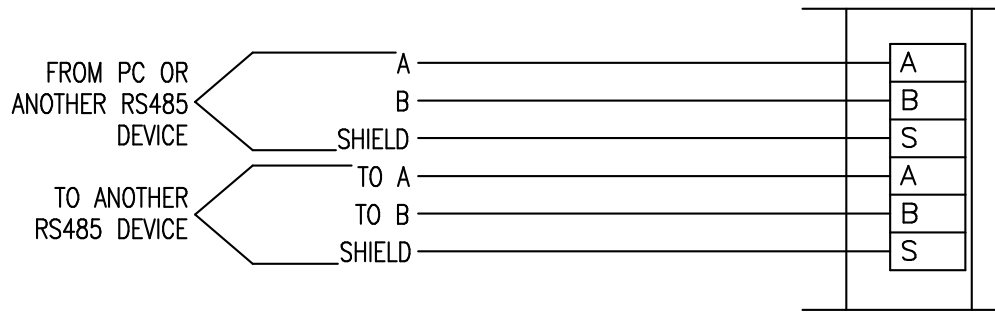 FROM PC OR
ANOTHER RS485
DEVICE
A
B
SHIELD
TO ANOTHER
RS485 DEVICE
TO A
TO B
SHIELD
A
B
S
A
B
S